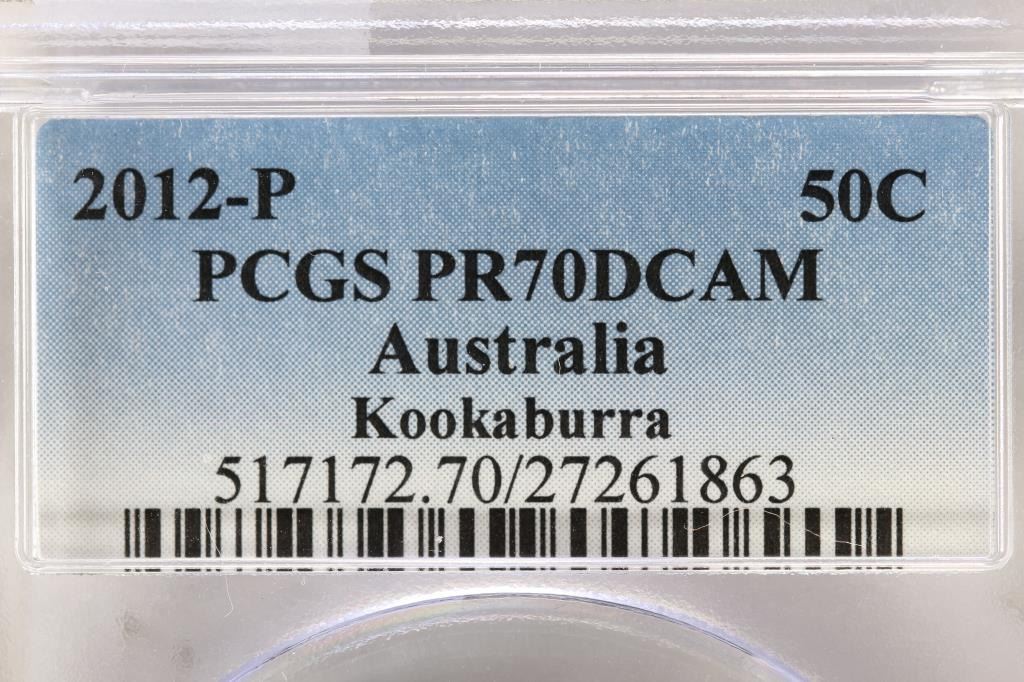 2012-P 50C
PCGS PR70DCAM
Australia
Kookaburra
517172.70/27261863